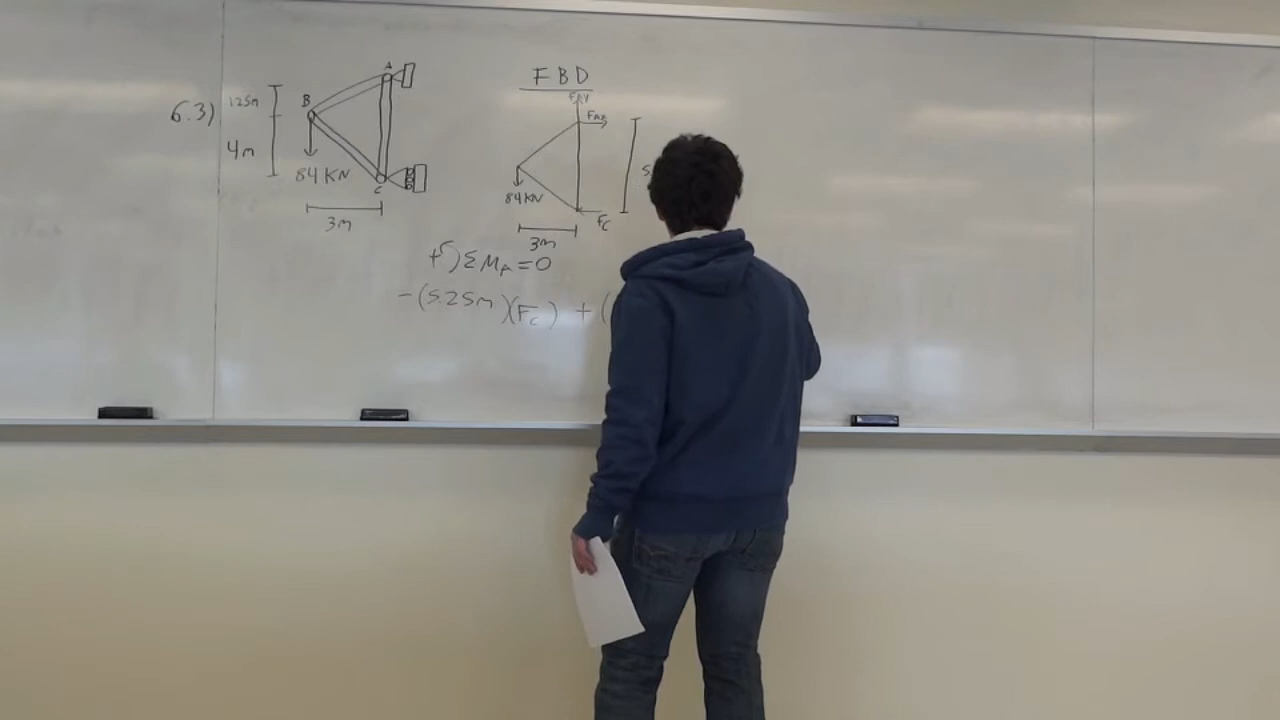 6.3)
1.25m
4m
B
A
C
84 KN
3m
FBD
FAY
FAX
84 KN
FC
3m
5
+↺ΣMA=0
-(5.25m)(FC) + (